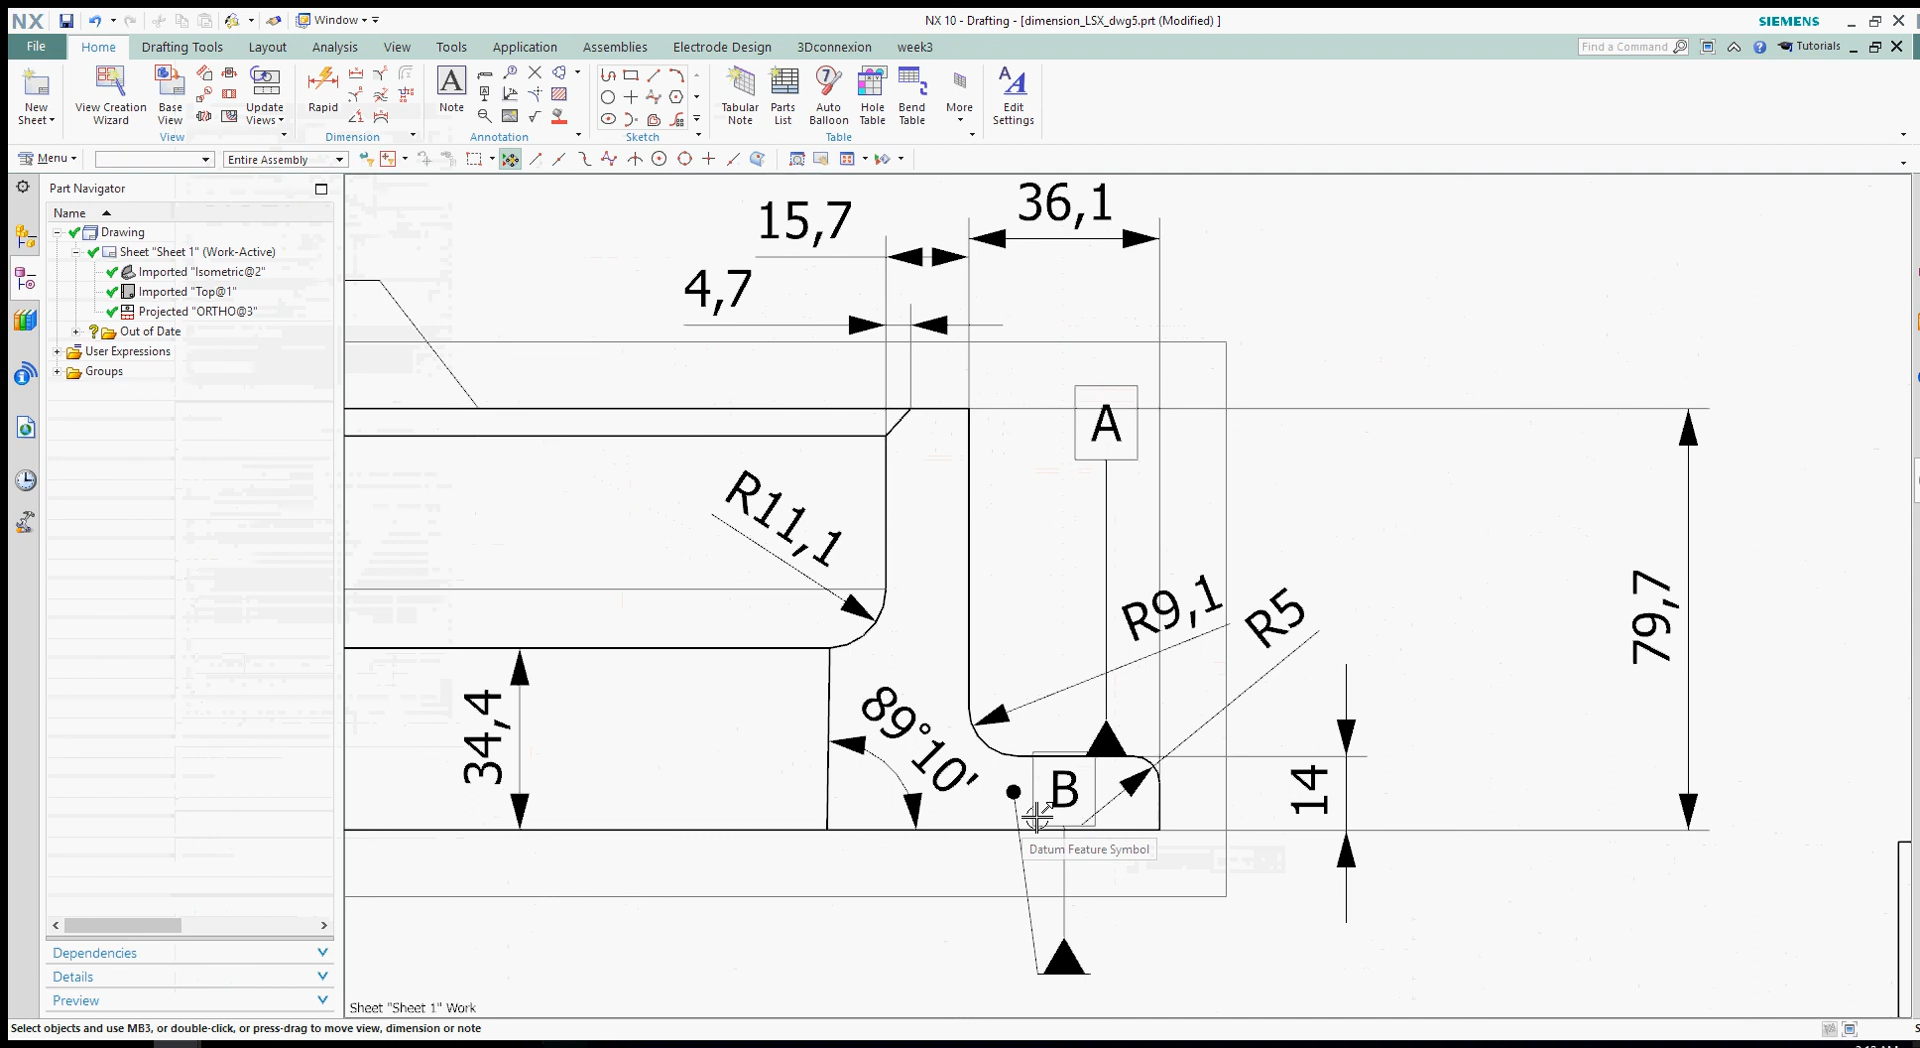 NX
Window
NX 10 - Drafting - [dimension_LSX_dwg5.prt (Modified) ]
SIEMENS
File
Home
Drafting Tools
Layout
Analysis
View
Tools
Application
Assemblies
Electrode Design
3Dconnexion
week3
Find a Command
Tutorials
New Sheet
View Creation Wizard
Base View
Update Views
Rapid
Note
Tabular Note
Parts List
Auto Balloon
Hole Table
Bend Table
More
Edit Settings
View
Dimension
Annotation
Sketch
Table
Menu
Entire Assembly
Part Navigator
Name
Drawing
Sheet "Sheet 1" (Work-Active)
Imported "Isometric@2"
Imported "Top@1"
Projected "ORTHO@3"
Out of Date
User Expressions
Groups
Dependencies
Details
Preview
15,7
36,1
4,7
A
R11,1
R9,1
R5
79,7
34,4
89°10'
B
14
Datum Feature Symbol
Sheet "Sheet 1" Work
Select objects and use MB3, or double-click, or press-drag to move view, dimension or note